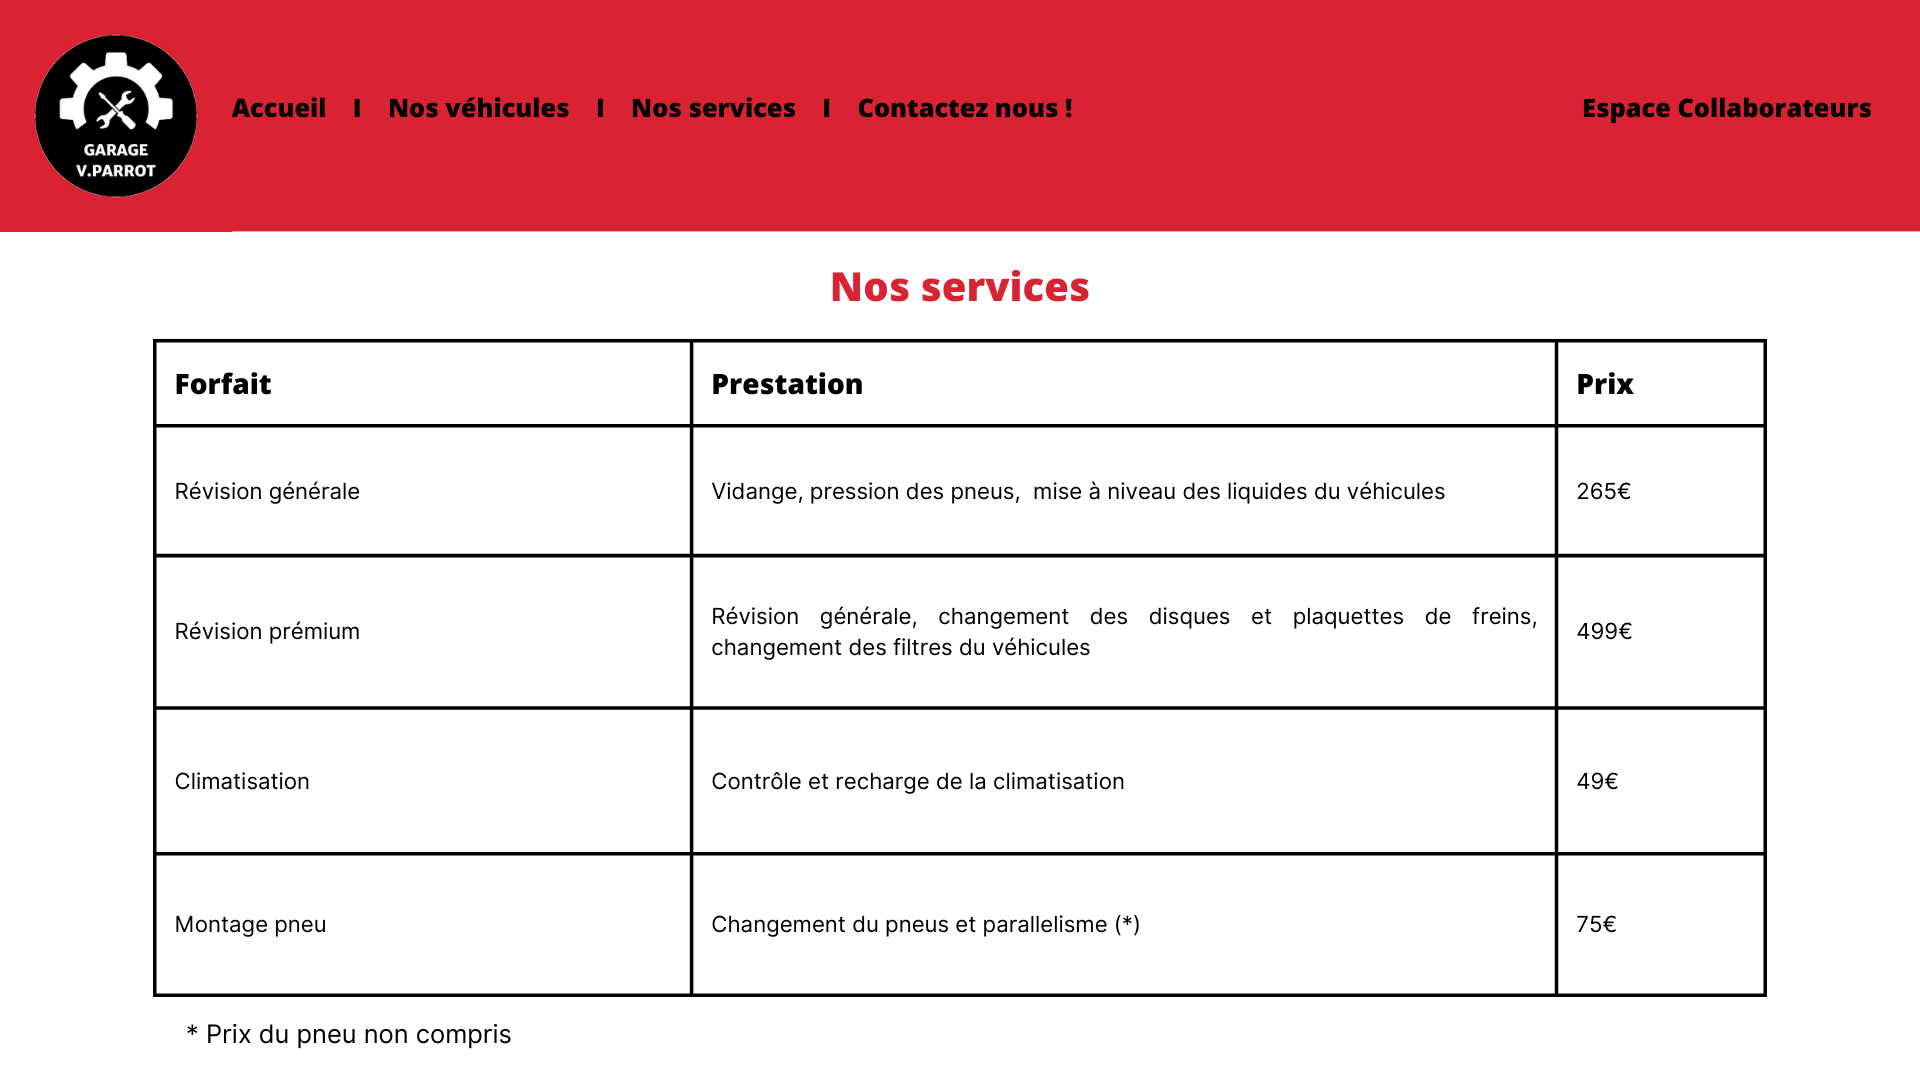 GARAGE
V.PARROT
Accueil I Nos véhicules I Nos services I Contactez nous !
Espace Collaborateurs
Nos services
Forfait Prestation Prix
Révision générale Vidange, pression des pneus, mise à niveau des liquides du véhicules 265€
Révision prémium Révision générale, changement des disques et plaquettes de freins, 499€
changement des filtres du véhicules
Climatisation Contrôle et recharge de la climatisation 49€
Montage pneu Changement du pneus et parallelisme (*) 75€
* Prix du pneu non compris